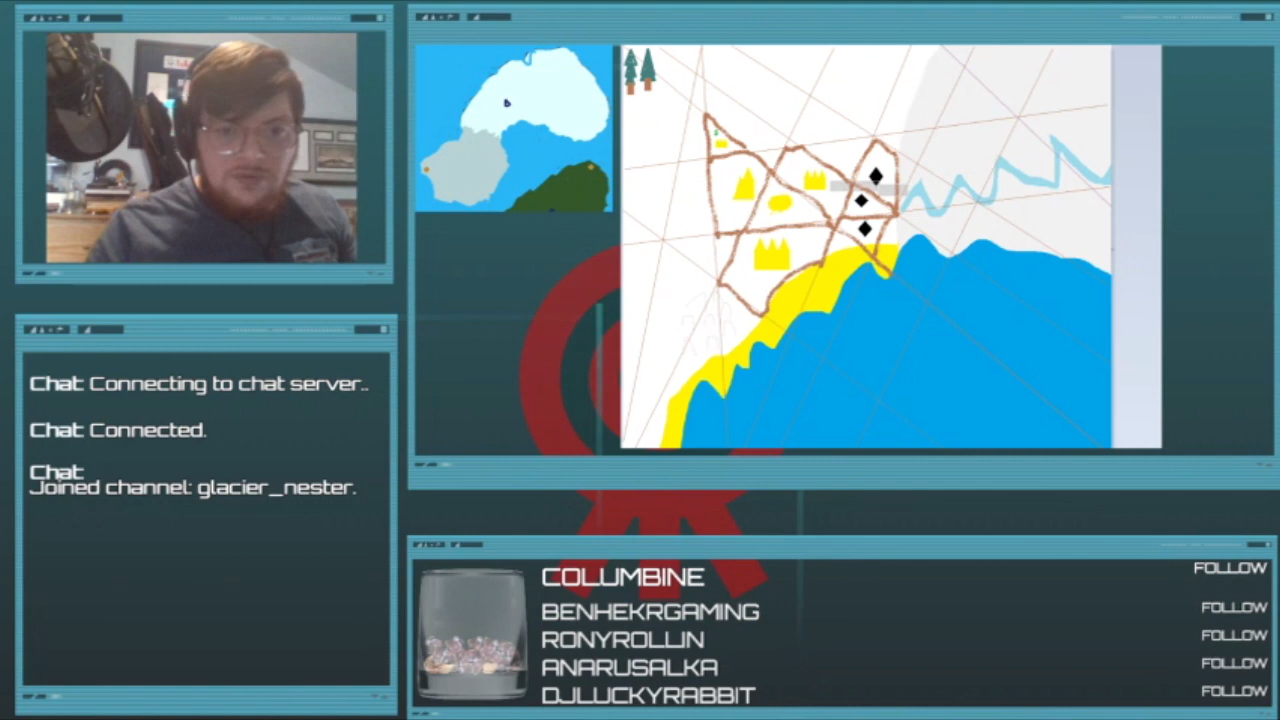 Chat: Connecting to chat server..
Chat: Connected.
Chat:
Joined channel: glacier_nester.
COLUMBINE FOLLOW
BENHEKRGAMING FOLLOW
RONYROLLIN FOLLOW
ANARUSALKA FOLLOW
DJLUCKYRABBIT FOLLOW